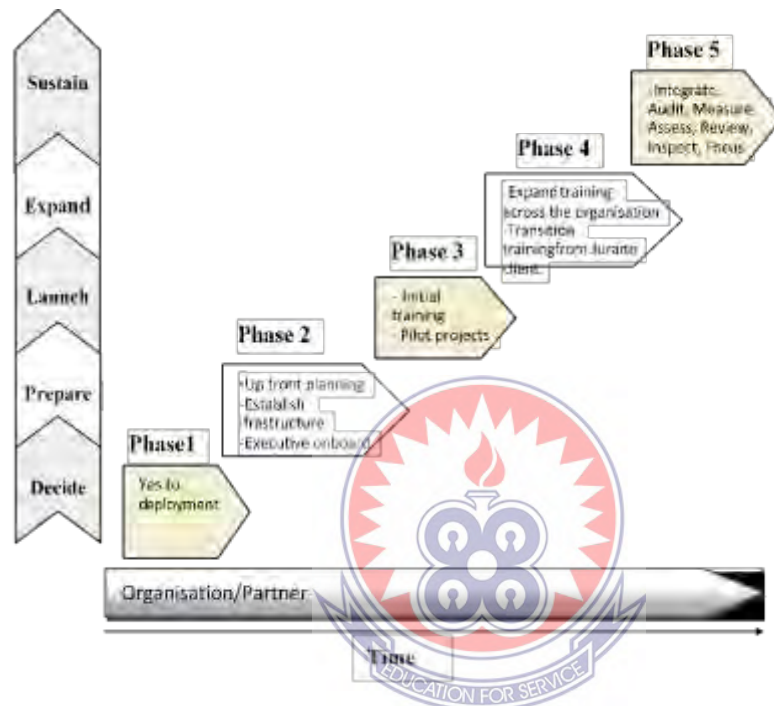 Sustain
Expand
Launch
Prepare
Decide
Phase 5
-Integrate,
Audit, Measure
Assess, Review,
Inspect, Focus
Phase 4
Expand training
across the organisation
-Transition
trainingfrom Juranto
client.
Phase 3
- Initial
training
- Pilot projects
Phase 2
-Up front planning
-Establish
frastructure
-Executive onboard
Phase1
Yes to
deployment
Organisation/Partner
Time
EDUCATION FOR SERVICE